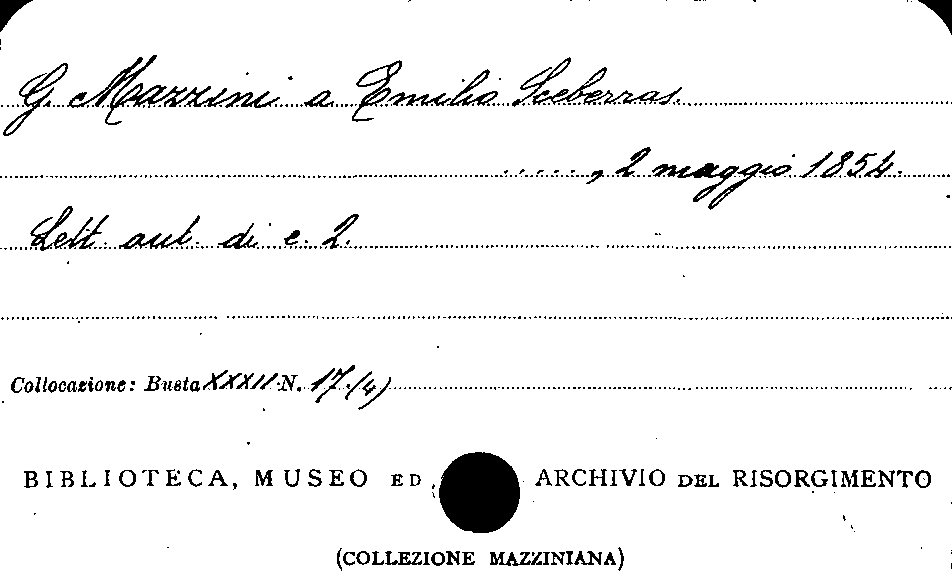 G. Mazzini a Emilio Sceberras.
....., 2 maggio 1854.
Lett. aut. di c. 2.
Collocazione: Busta XXXII N. 17.(4)
BIBLIOTECA, MUSEO ED ARCHIVIO DEL RISORGIMENTO
(COLLEZIONE MAZZINIANA)